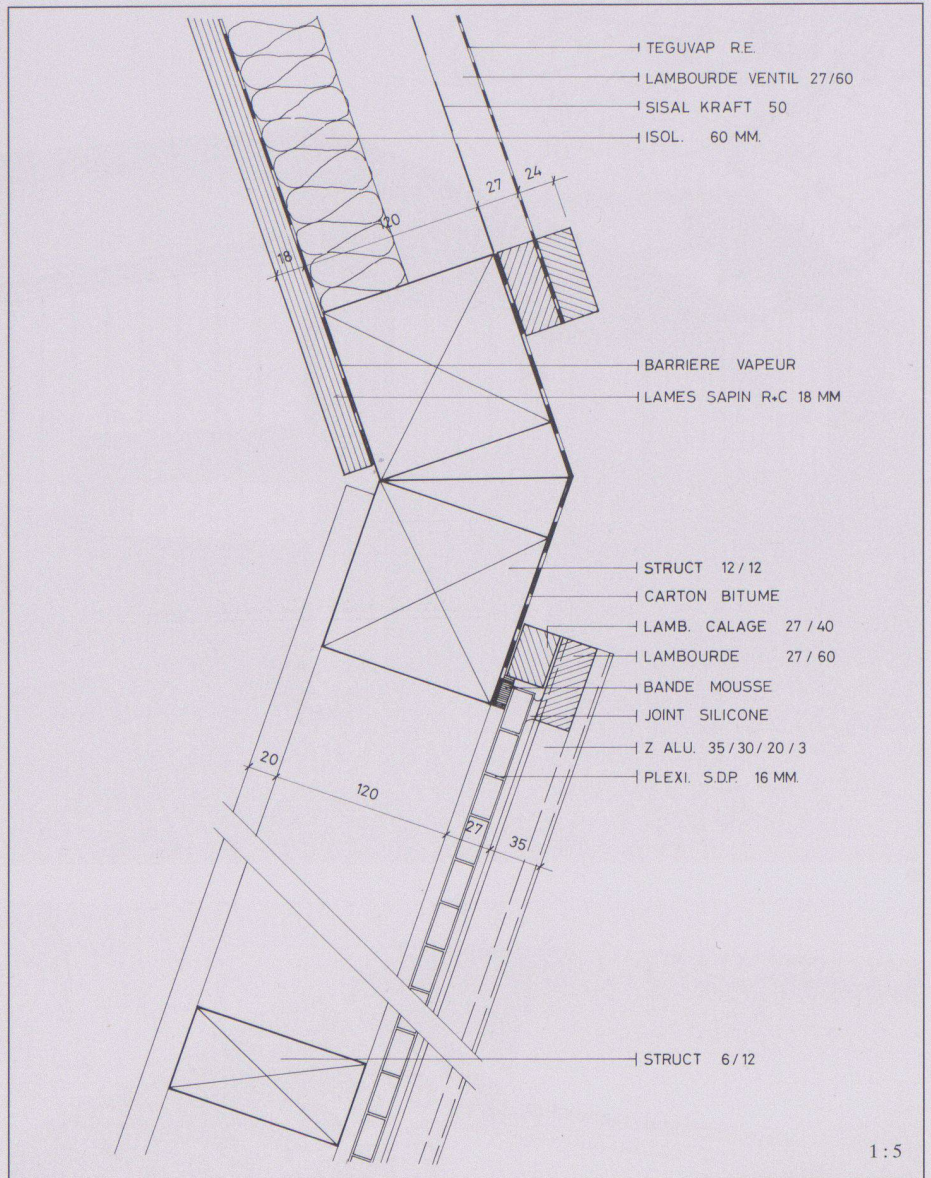 TEGUVAP R.E.
LAMBOURDE VENTIL 27/60
SISAL KRAFT 50
ISOL. 60 MM.
24
27
120
18
BARRIERE VAPEUR
LAMES SAPIN R+C 18 MM
STRUCT 12/12
CARTON BITUME
LAMB. CALAGE 27/40
LAMBOURDE 27/60
BANDE MOUSSE
JOINT SILICONE
Z ALU. 35/30/20/3
PLEXI. S.D.P. 16 MM.
20
120
27
35
STRUCT 6/12
1:5